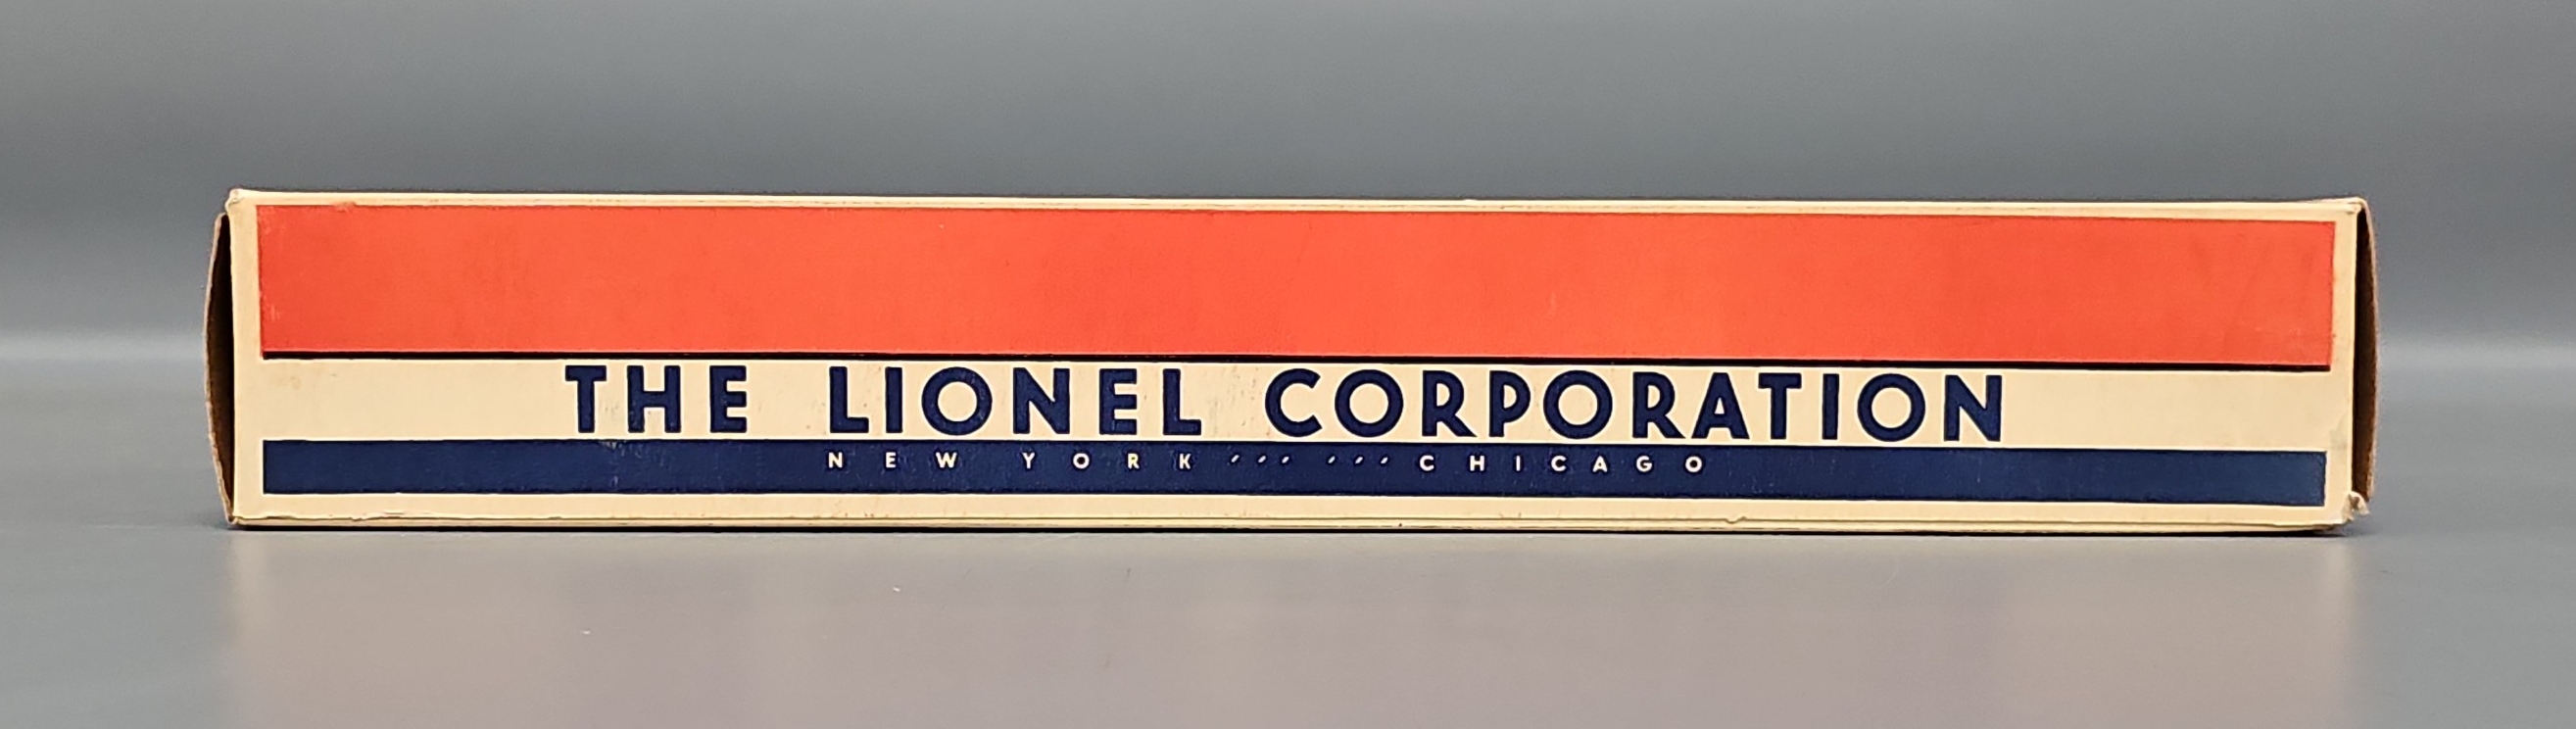 THE LIONEL CORPORATION
NEW YORK ''' ''' CHICAGO